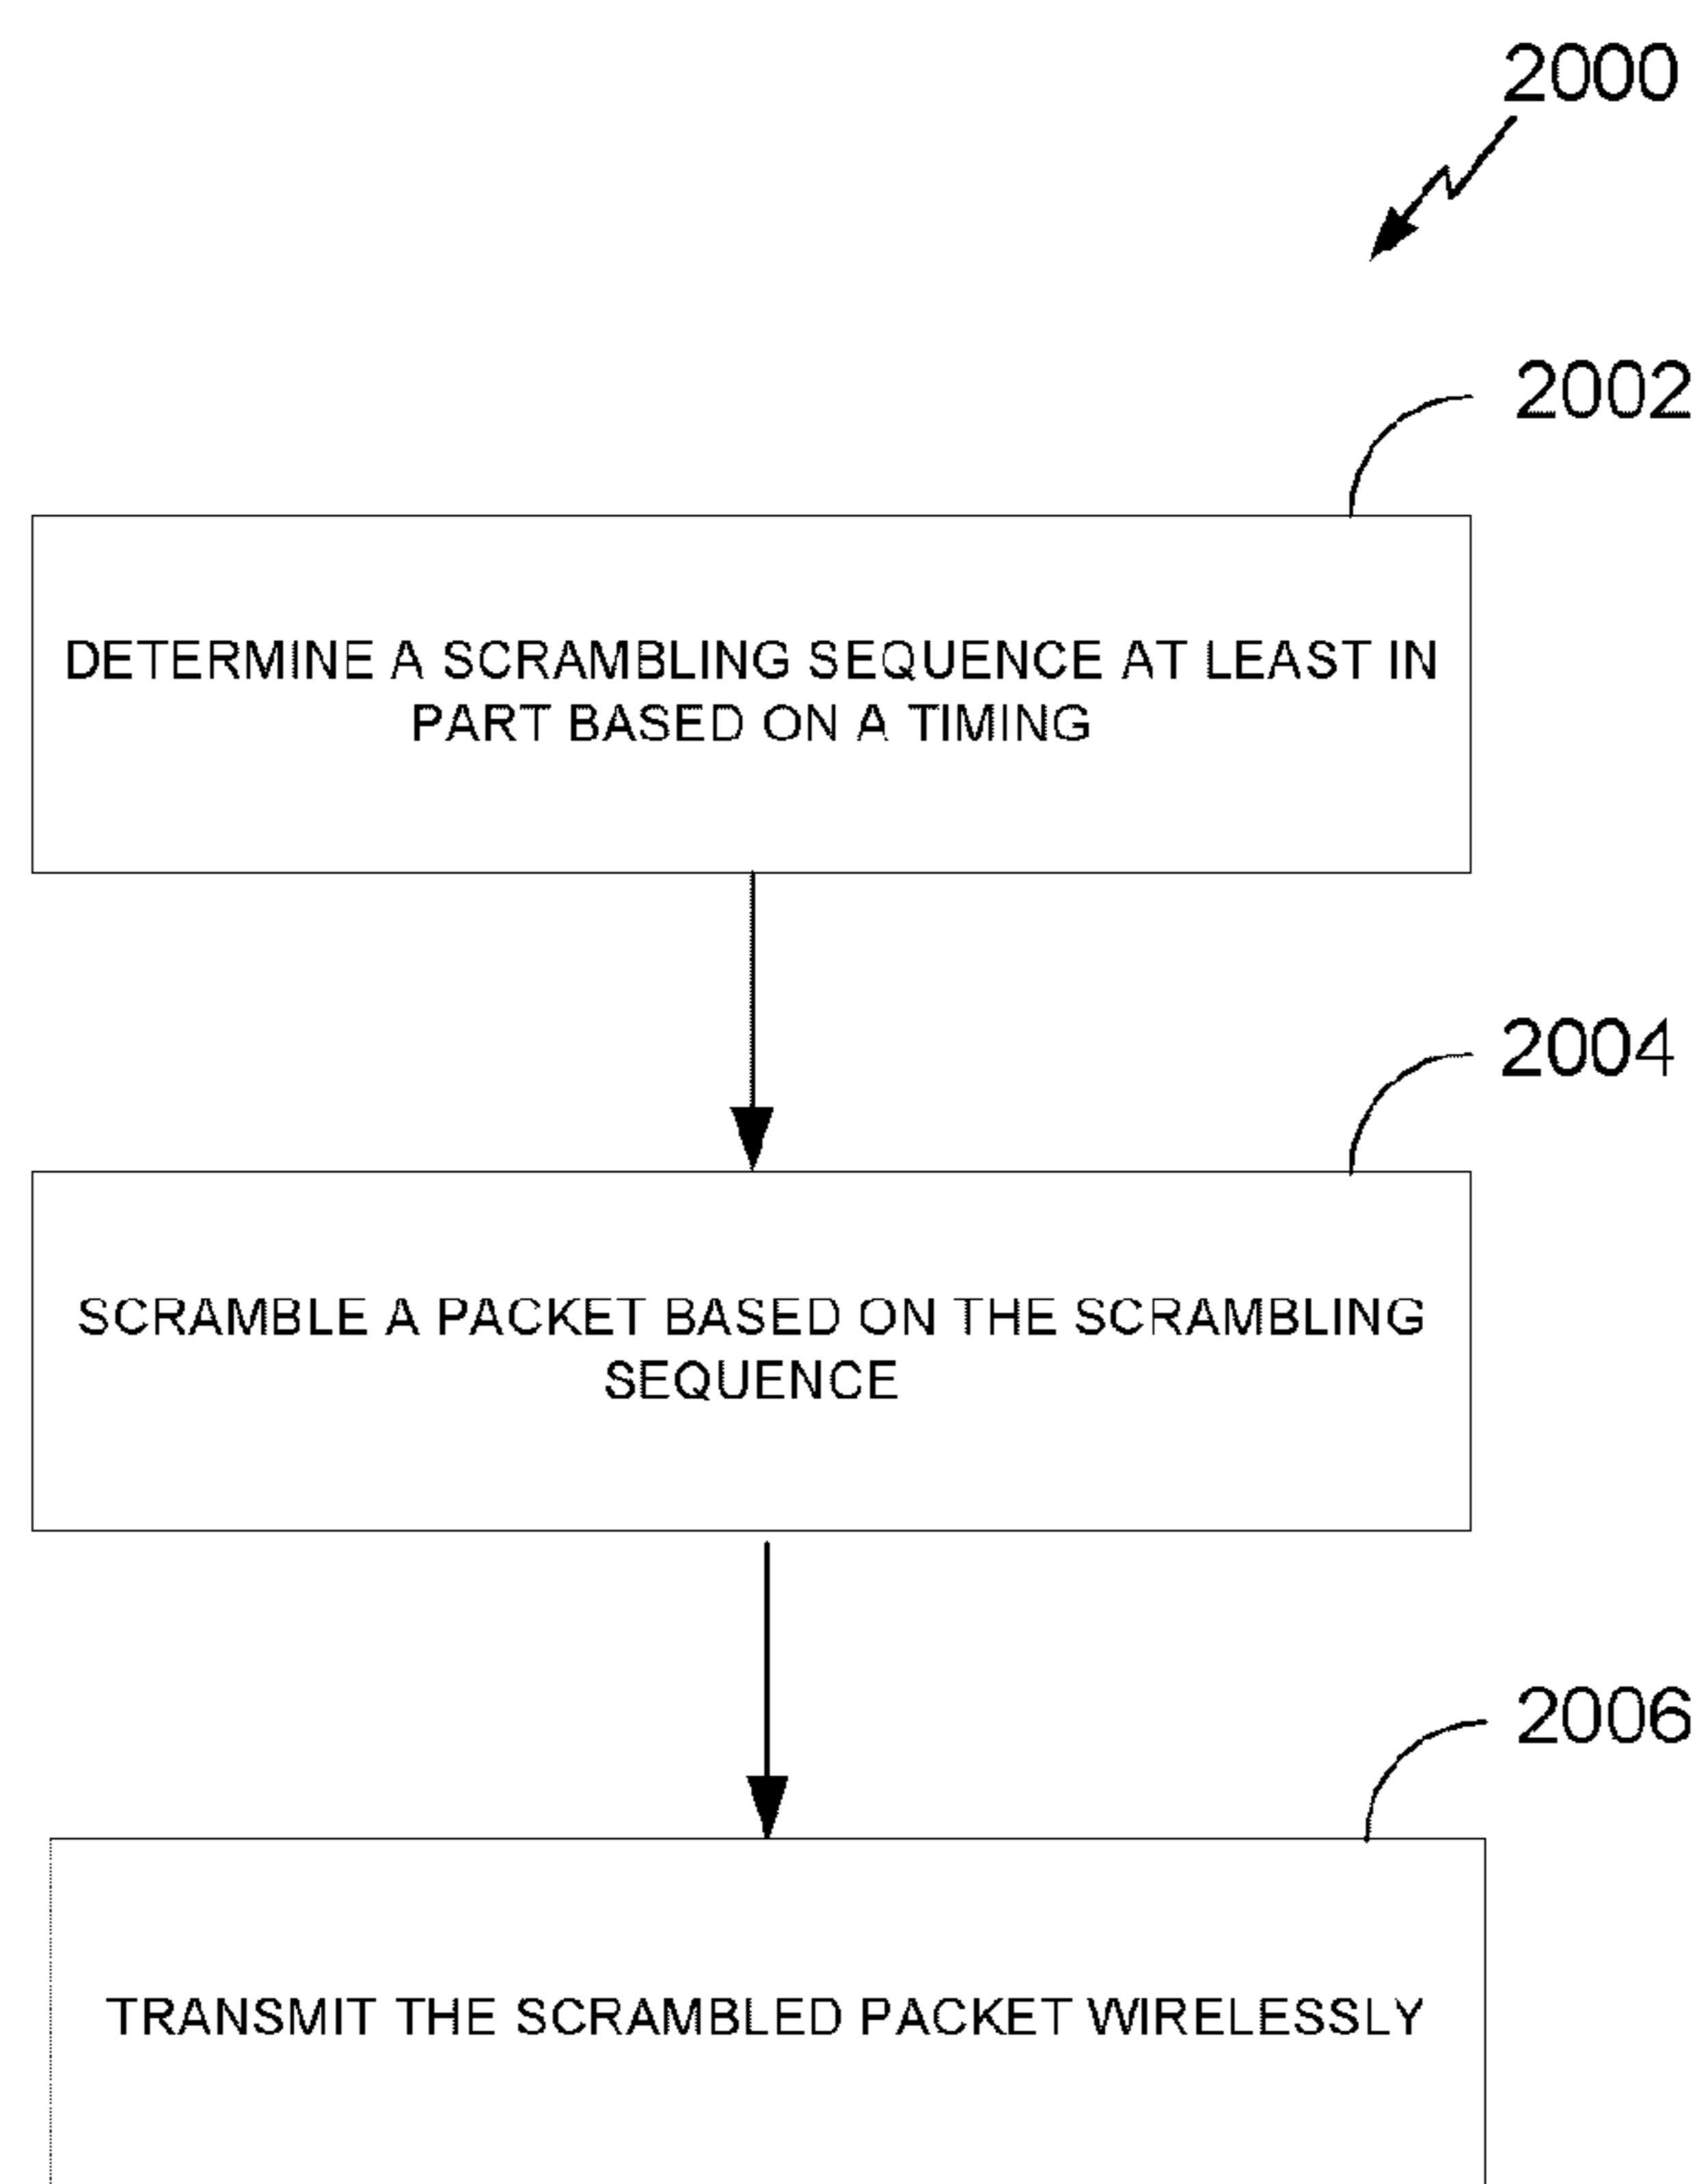 2000
2002
DETERMINE A SCRAMBLING SEQUENCE AT LEAST IN
PART BASED ON A TIMING
2004
SCRAMBLE A PACKET BASED ON THE SCRAMBLING
SEQUENCE
2006
TRANSMIT THE SCRAMBLED PACKET WIRELESSLY